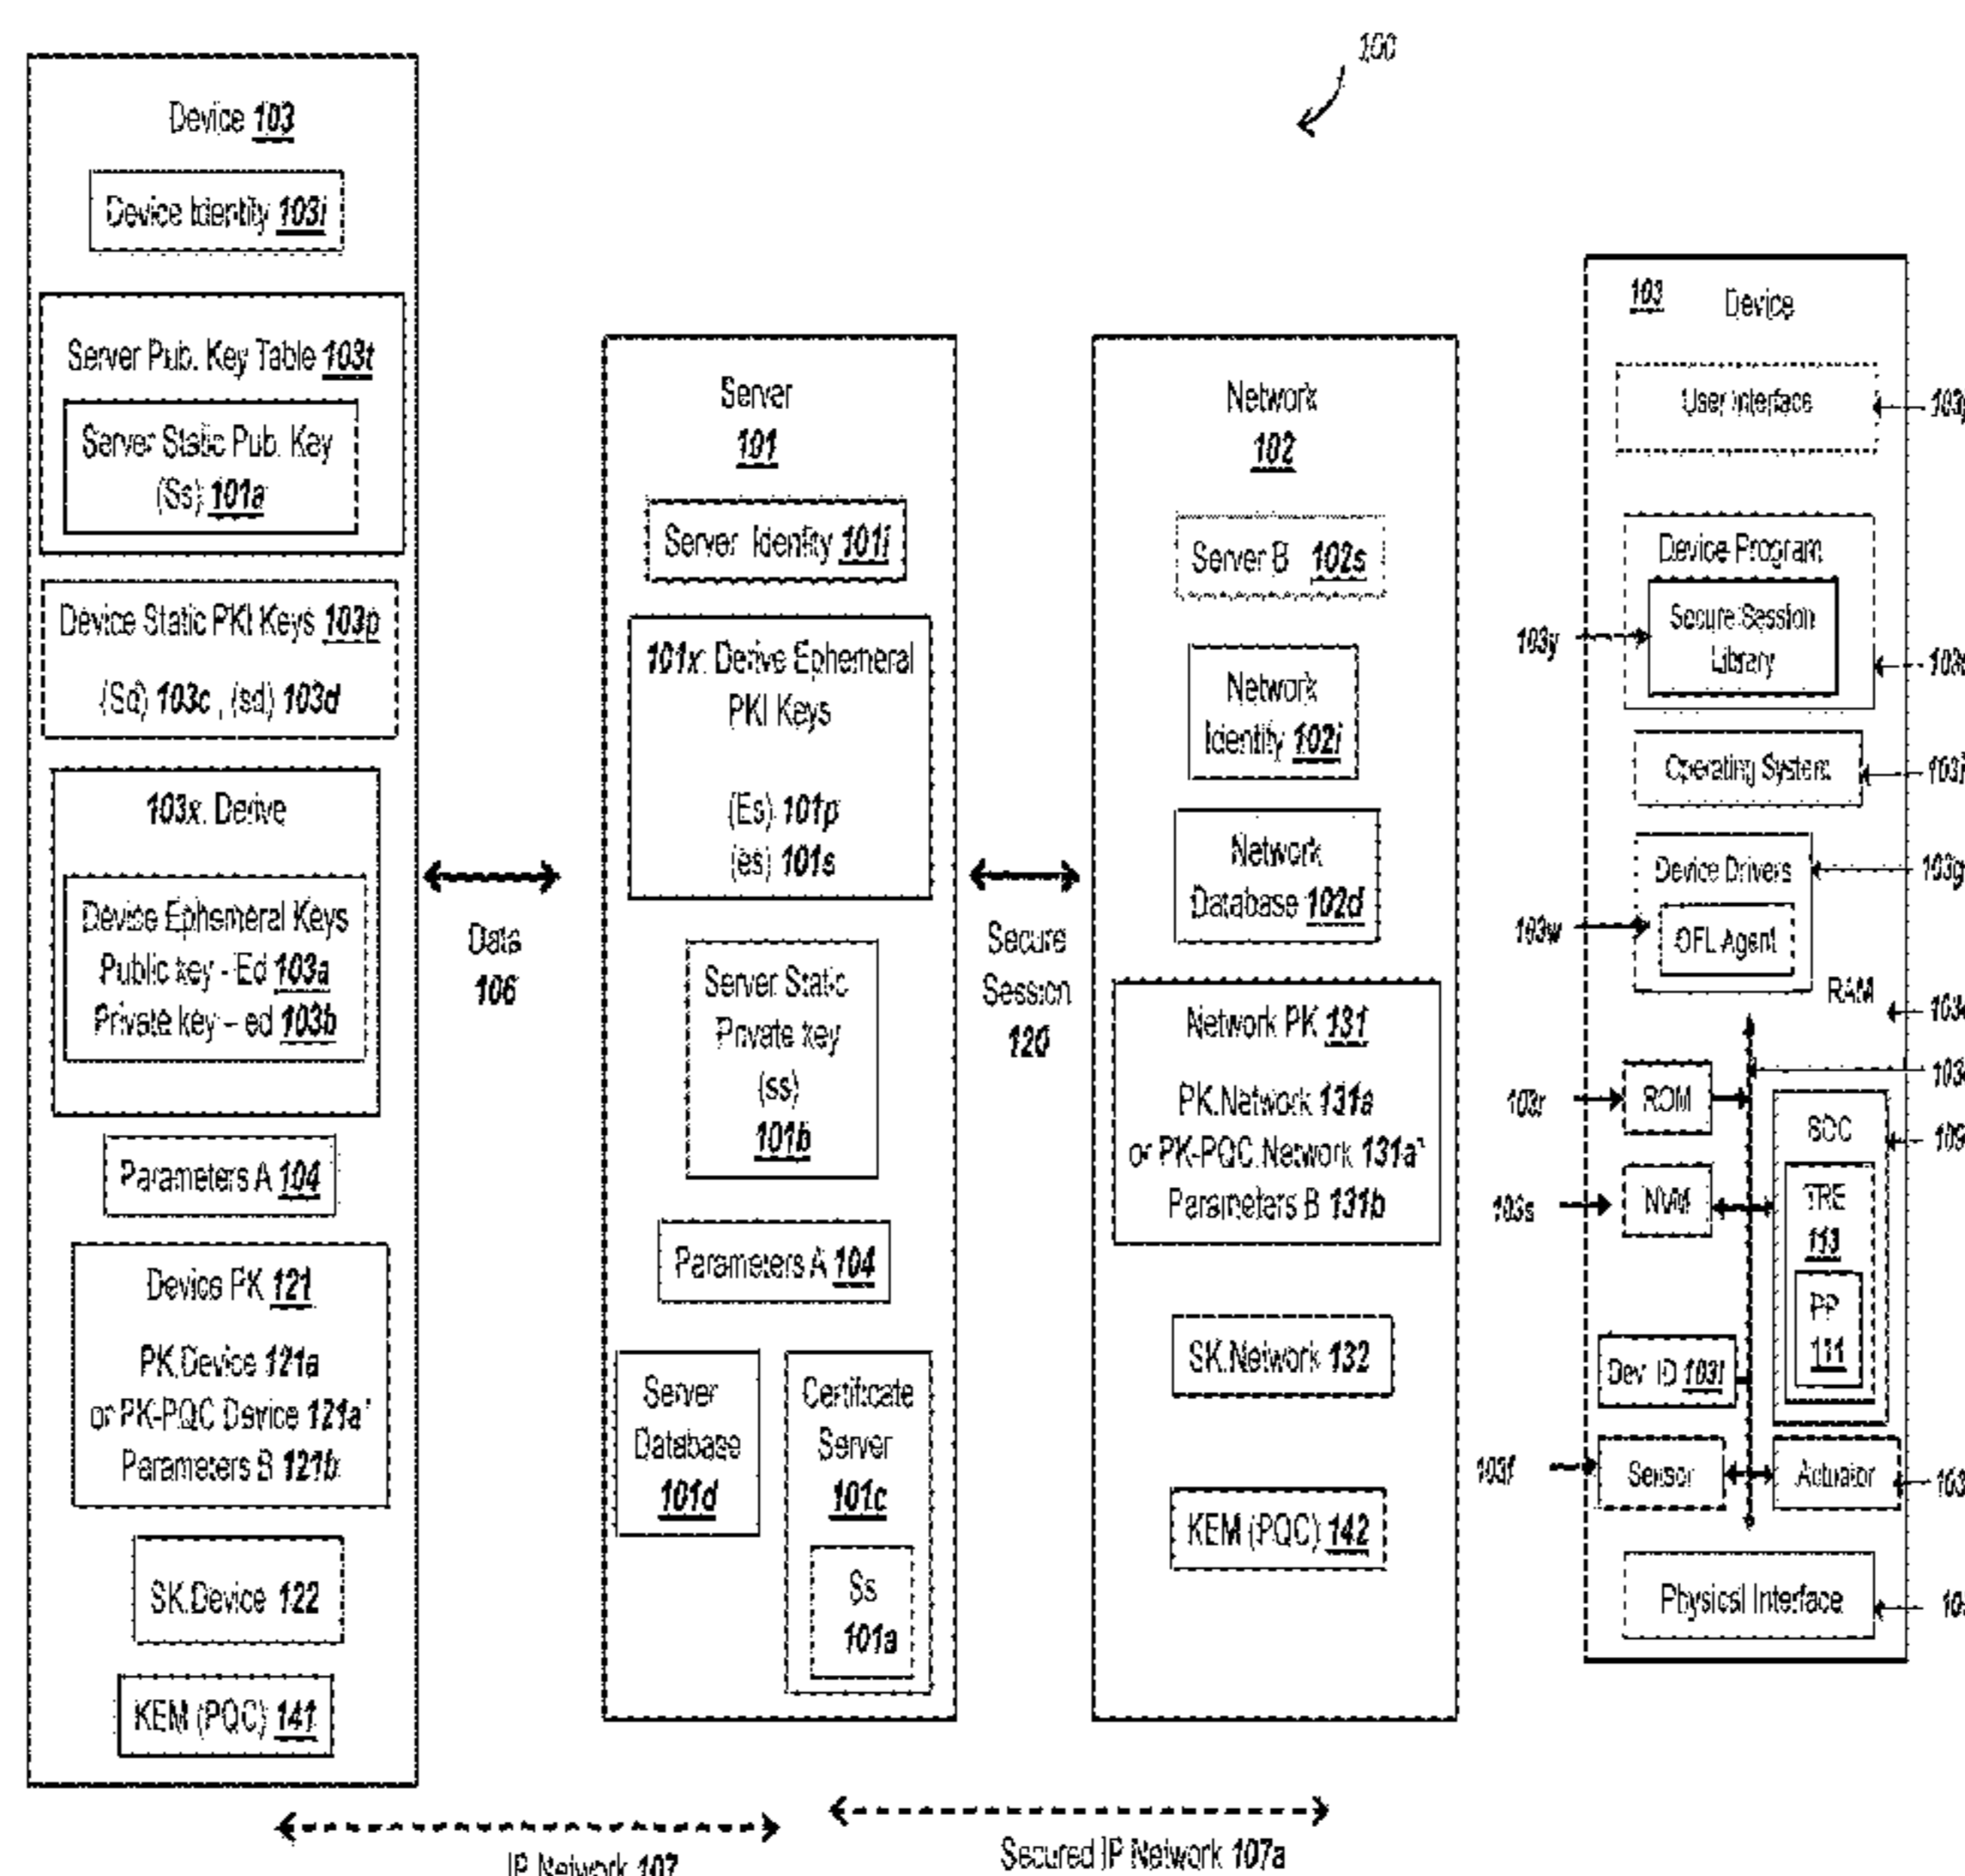 100
Device 103
Device Identity 103i
Server Pub. Key Table 103t
Server Static Pub. Key
(Ss) 101a
Device Static PKI Keys 103p
(Sd) 103c , (sd) 103d
103x: Derive
Device Ephemeral Keys
Public key - Ed 103a
Private key – ed 103b
Parameters A 104
Device PK 121
PK.Device 121a
or PK-PQC Device 121a'
Parameters B 121b
SK.Device 122
KEM (PQC) 141
Data
106
Server
101
Server Identity 101i
101x: Derive Ephemeral
PKI Keys
(Es) 101p
(es) 101s
Server Static
Private key
(ss)
101b
Parameters A 104
Server
Database
101d
Certificate
Server
101c
Ss
101a
Secure
Session
120
Network
102
Server B 102s
Network
Identity 102i
Network
Database 102d
Network PK 131
PK.Network 131a
or PK-PQC.Network 131a'
Parameters B 131b
SK.Network 132
KEM (PQC) 142
IP Network 107
Secured IP Network 107a
103 Device
User Interface
Device Program
Secure Session
Library
103y
Operating System
Device Drivers
103g
103w
OFL Agent
RAM
103r
ROM
SOC
103s
NVM
TRE
113
PP
111
Dev. ID 103i
103f
Sensor
Actuator
Physical Interface